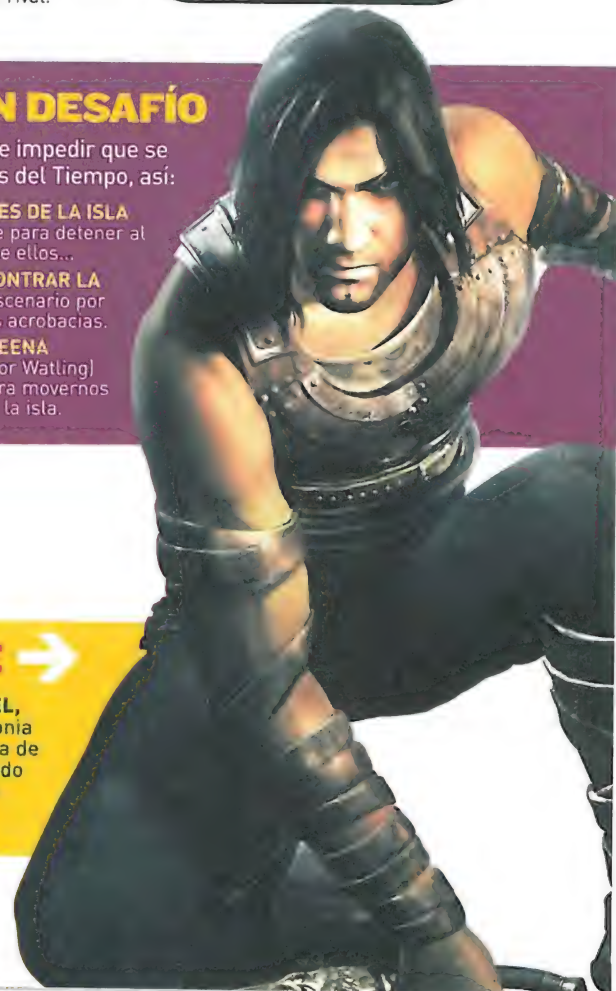 rival.
N DESAFÍO
e impedir que se
s del Tiempo, así:
ES DE LA ISLA
e para detener al
e ellos...
ONTRAR LA
scenario por
s acrobacias.
EENA
or Watling)
ra movernos
la isla.
EL,
onia
a de
do